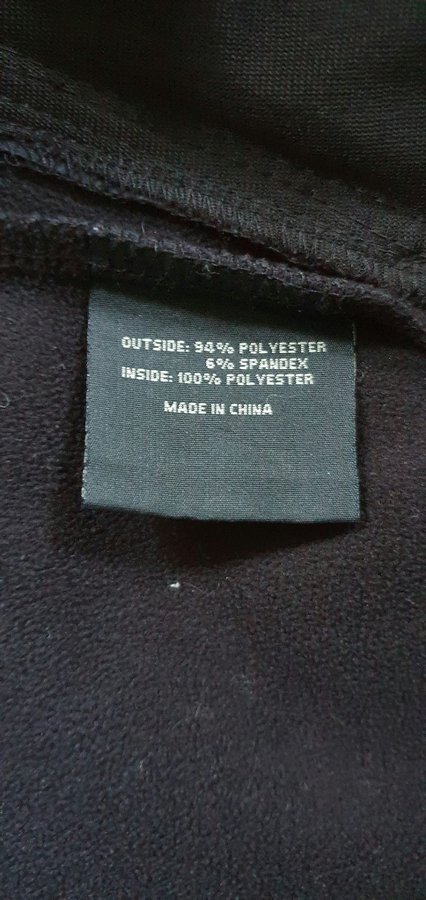 OUTSIDE: 94% POLYESTER
6% SPANDEX
INSIDE: 100% POLYESTER
MADE IN CHINA